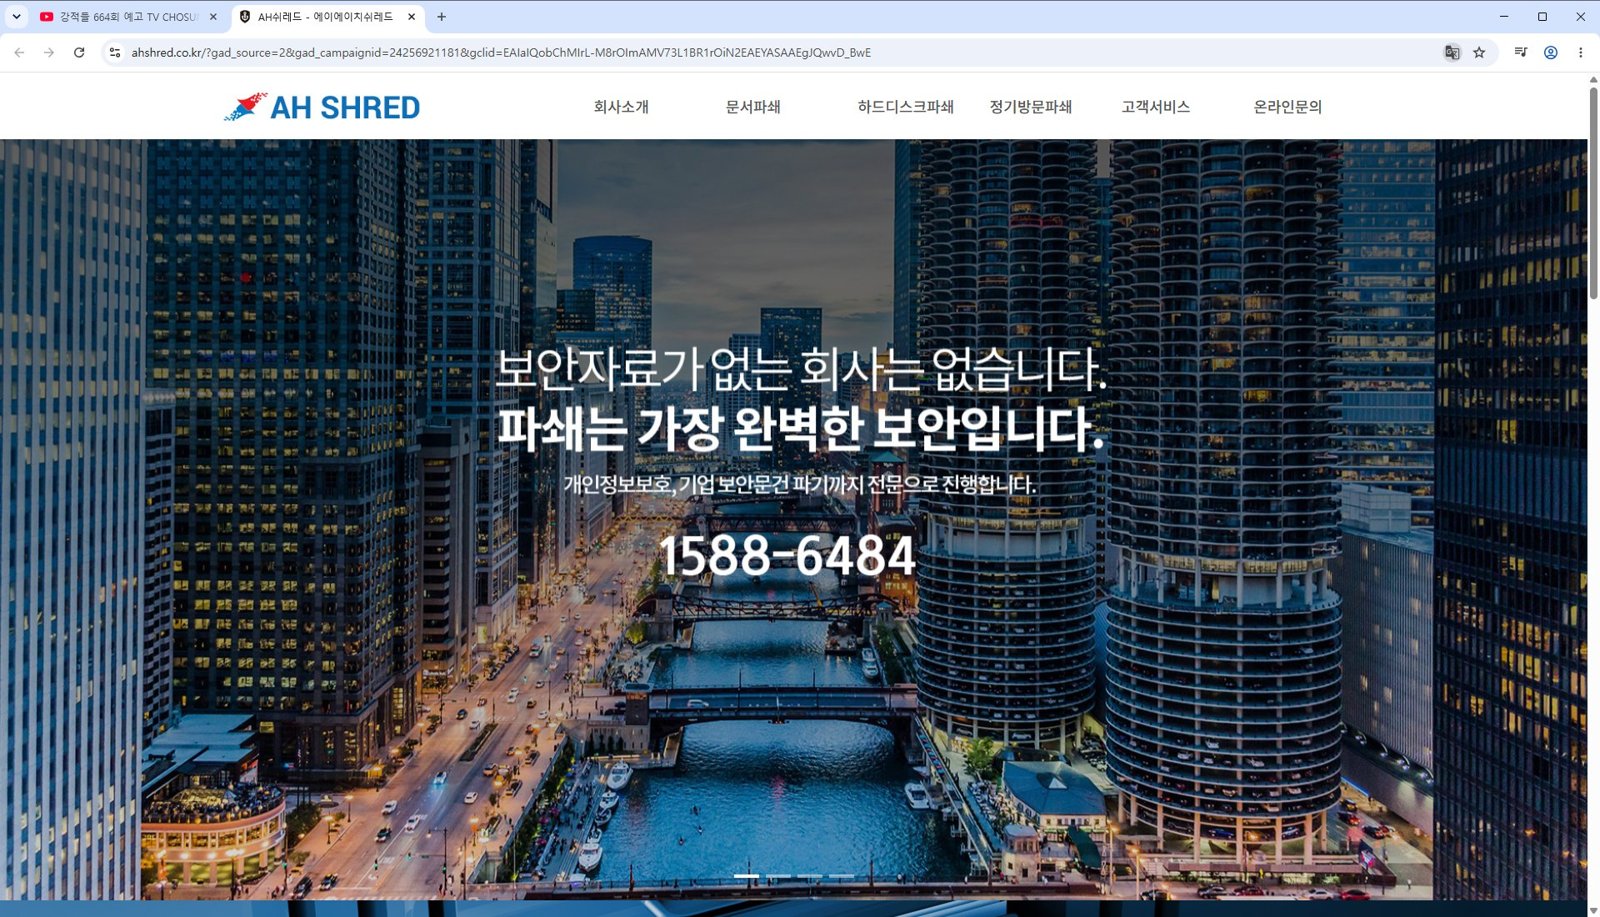 강적들 664회 예고 TV CHOSU
AH쉬레드 - 에이에이치쉬레드
ahshred.co.kr/?gad_source=2&gad_campaignid=24256921181&gclid=EAIaIQobChMIrL-M8rOImAMV73L1BR1rOiN2EAEYASAAEgJQwvD_BwE
AH SHRED
회사소개
문서파쇄
하드디스크파쇄
정기방문파쇄
고객서비스
온라인문의
보안자료가 없는 회사는 없습니다.
파쇄는 가장 완벽한 보안입니다.
개인정보보호, 기업 보안문건 파기까지 전문으로 진행합니다.
1588-6484